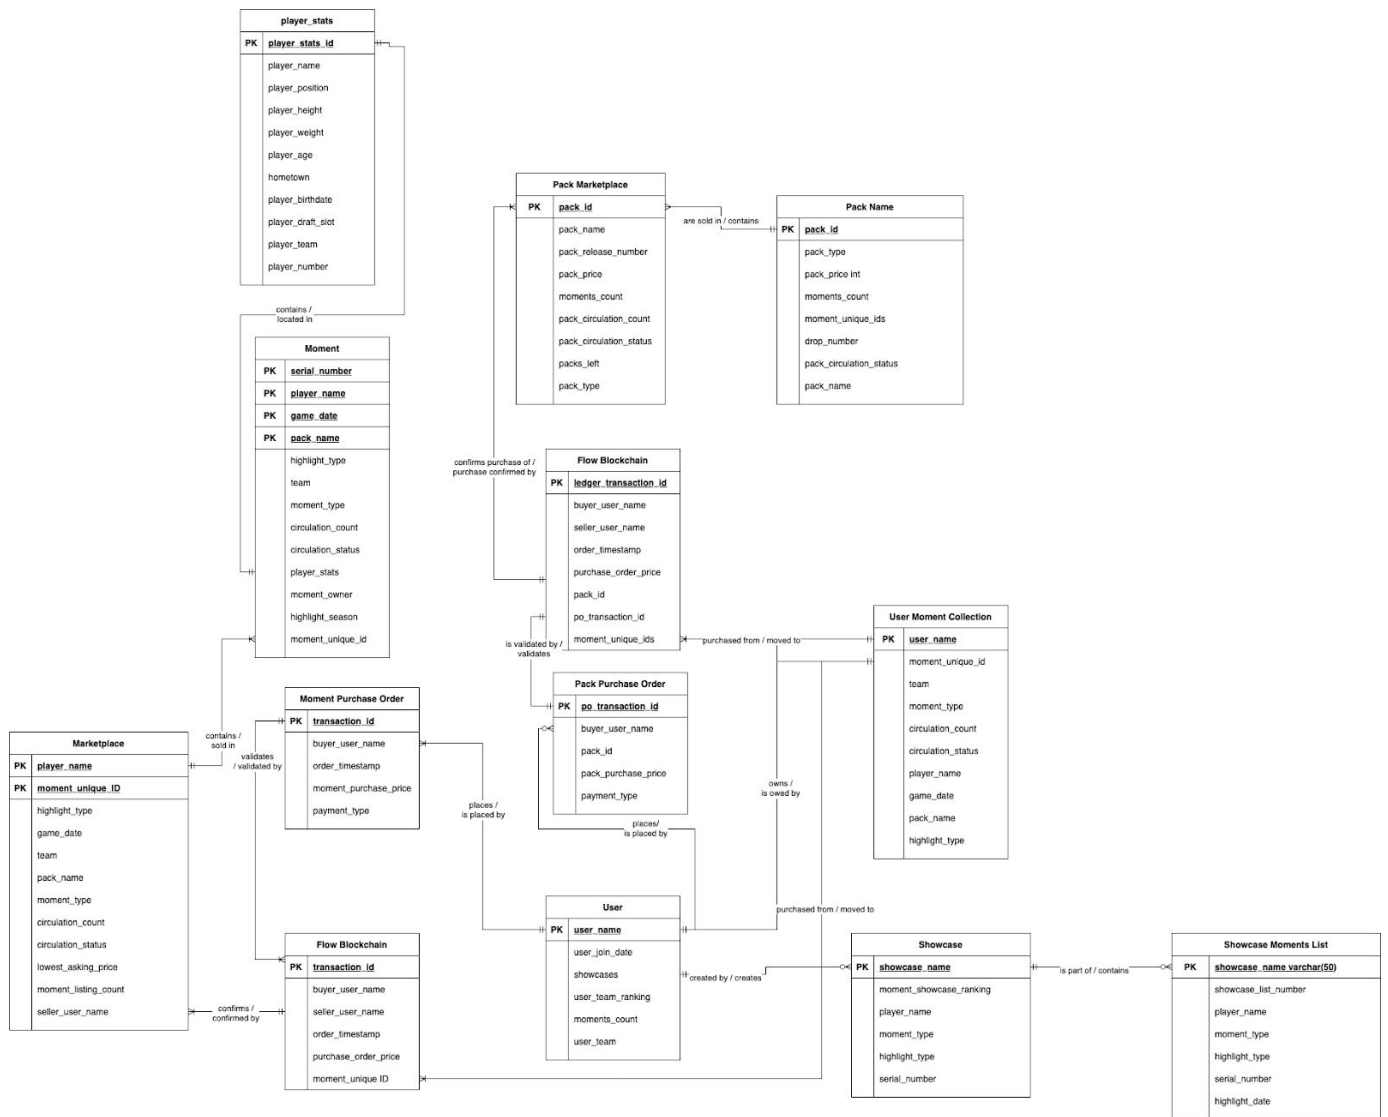 player_stats
PK player_stats_id
player_name
player_position
player_height
player_weight
player_age
hometown
player_birthdate
player_draft_slot
player_team
player_number
contains /
located in
Moment
PK serial_number
PK player_name
PK game_date
PK pack_name
highlight_type
team
moment_type
circulation_count
circulation_status
player_stats
moment_owner
highlight_season
moment_unique_id
Pack Marketplace
PK pack_id
pack_name
pack_release_number
pack_price
moments_count
pack_circulation_count
pack_circulation_status
packs_left
pack_type
are sold in / contains
Pack Name
PK pack_id
pack_type
pack_price int
moments_count
moment_unique_ids
drop_number
pack_circulation_status
pack_name
confirms purchase of /
purchase confirmed by
Flow Blockchain
PK ledger_transaction_id
buyer_user_name
seller_user_name
order_timestamp
purchase_order_price
pack_id
po_transaction_id
moment_unique_ids
is validated by /
validates
purchased from / moved to
User Moment Collection
PK user_name
moment_unique_id
team
moment_type
circulation_count
circulation_status
player_name
game_date
pack_name
highlight_type
Pack Purchase Order
PK po_transaction_id
buyer_user_name
pack_id
pack_purchase_price
payment_type
Moment Purchase Order
PK transaction_id
buyer_user_name
order_timestamp
moment_purchase_price
payment_type
contains /
sold in
validates
/ validated by
Marketplace
PK player_name
PK moment_unique_ID
highlight_type
game_date
team
pack_name
moment_type
circulation_count
circulation_status
lowest_asking_price
moment_listing_count
seller_user_name
places /
is placed by
places/
is placed by
owns /
is owed by
purchased from / moved to
Flow Blockchain
PK transaction_id
buyer_user_name
seller_user_name
order_timestamp
purchase_order_price
moment_unique ID
confirms /
confirmed by
User
PK user_name
user_join_date
showcases
user_team_ranking
moments_count
user_team
created by / creates
Showcase
PK showcase_name
moment_showcase_ranking
player_name
moment_type
highlight_type
serial_number
is part of / contains
Showcase Moments List
PK showcase_name varchar(50)
showcase_list_number
player_name
moment_type
highlight_type
serial_number
highlight_date